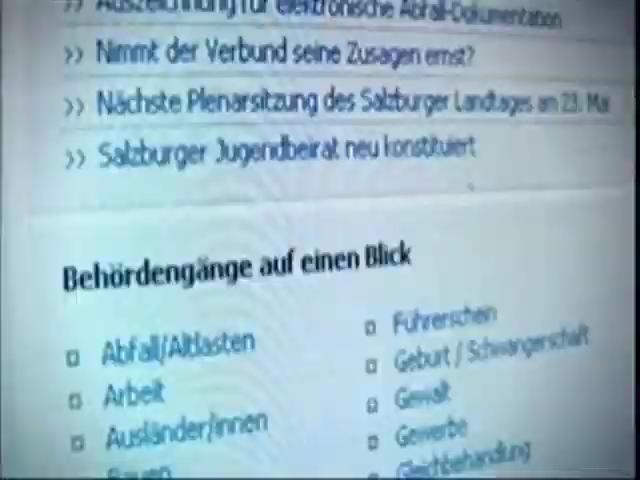 >> Auszeichnung für elektronische Abfall-Dokumentation
>> Nimmt der Verbund seine Zusagen ernst?
>> Nächste Plenarsitzung des Salzburger Landtages am 23. Mai
>> Salzburger Jugendbeirat neu konstituiert
Behördengänge auf einen Blick
Abfall/Altlasten
Arbeit
Ausländer/innen
Bauen
Führerschein
Geburt / Schwangerschaft
Gewalt
Gewerbe
Gleichbehandlung